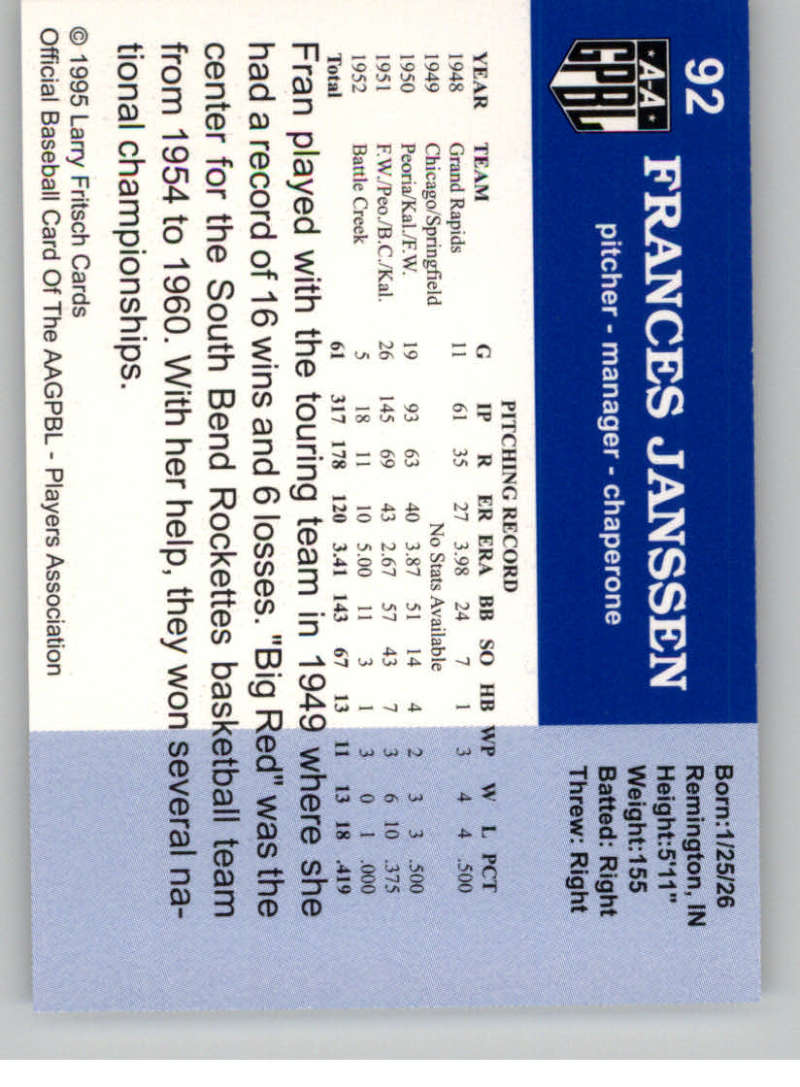 92
A-A
GPBL
FRANCES JANSSEN
pitcher - manager - chaperone
Born:1/25/26
Remington, IN
Height:5'11"
Weight:155
Batted: Right
Threw: Right
PITCHING RECORD
YEAR TEAM G IP R ER ERA BB SO HB WP W L PCT
1948 Grand Rapids 11 61 35 27 3.98 24 7 1 3 4 4 .500
1949 Chicago/Springfield No Stats Available
1950 Peoria/Kal./F.W. 19 93 63 40 3.87 51 14 4 2 3 3 .500
1951 F.W./Peo./B.C./Kal. 26 145 69 43 2.67 57 43 7 3 6 10 .375
1952 Battle Creek 5 18 11 10 5.00 11 3 1 3 0 1 .000
Total 61 317 178 120 3.41 143 67 13 11 13 18 .419
Fran played with the touring team in 1949 where she
had a record of 16 wins and 6 losses. "Big Red" was the
center for the South Bend Rockettes basketball team
from 1954 to 1960. With her help, they won several na-
tional championships.
© 1995 Larry Fritsch Cards
Official Baseball Card Of The AAGPBL - Players Association